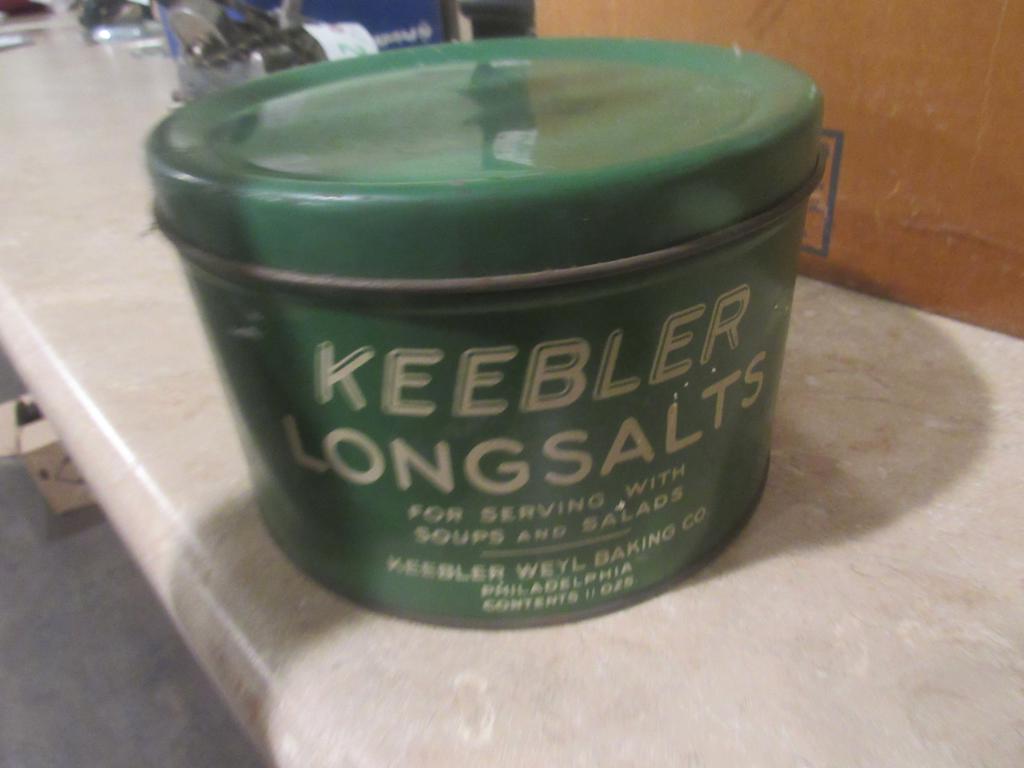 KEEBLER
LONGSALTS
FOR SERVING WITH
SOUPS AND SALADS
KEEBLER WEYL BAKING CO.
PHILADELPHIA
CONTENTS 11 OZS